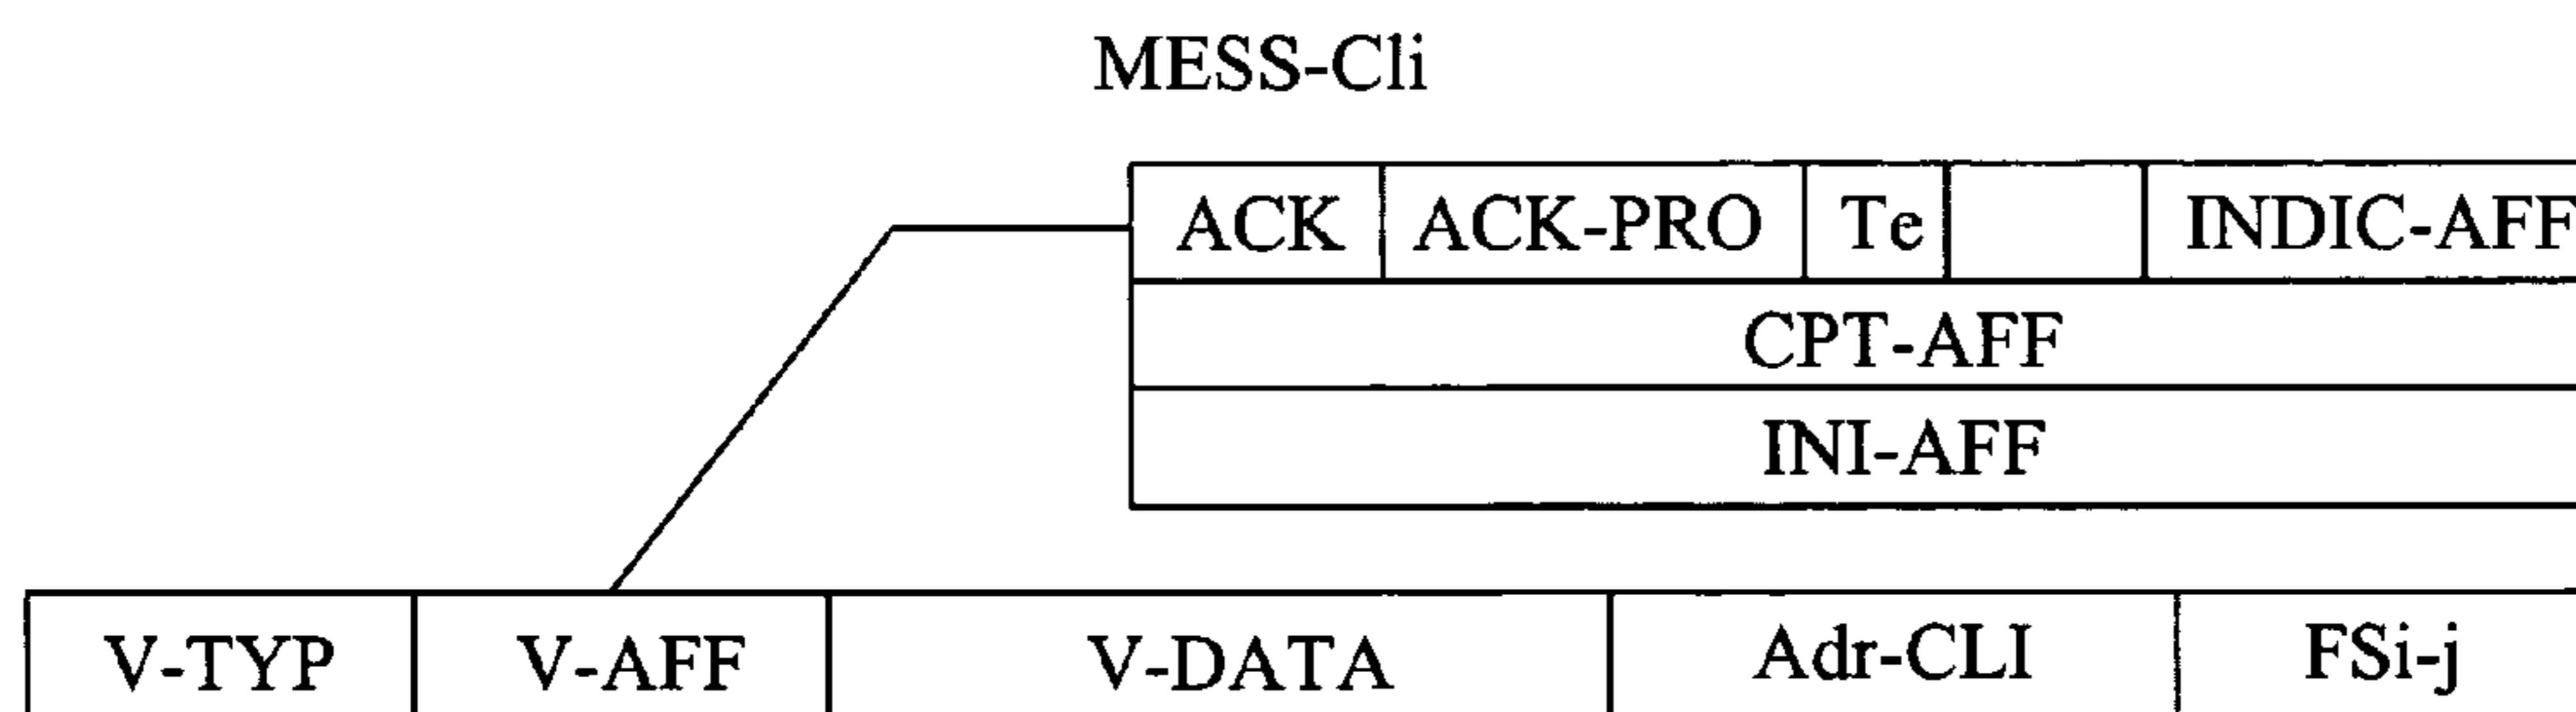 MESS-Cli
ACK ACK-PRO Te INDIC-AFF
CPT-AFF
INI-AFF
V-TYP V-AFF V-DATA Adr-CLI FSi-j